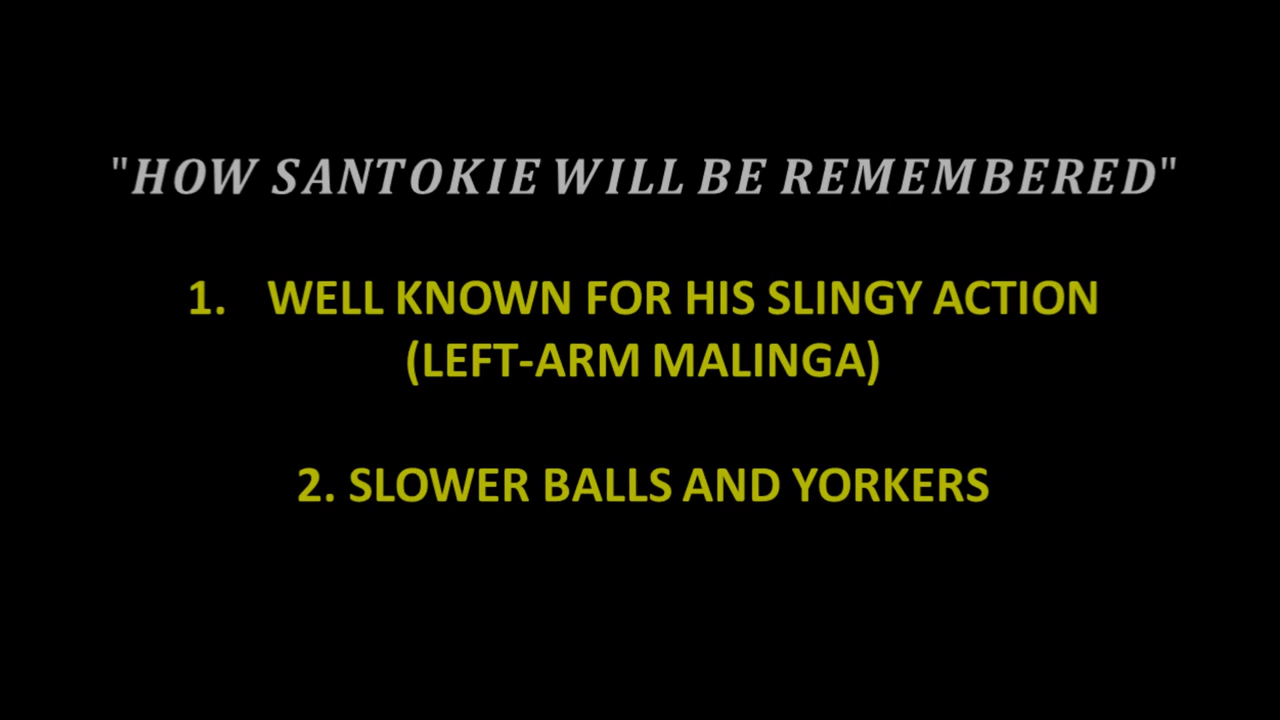 "HOW SANTOKIE WILL BE REMEMBERED"
1. WELL KNOWN FOR HIS SLINGY ACTION
(LEFT-ARM MALINGA)
2. SLOWER BALLS AND YORKERS